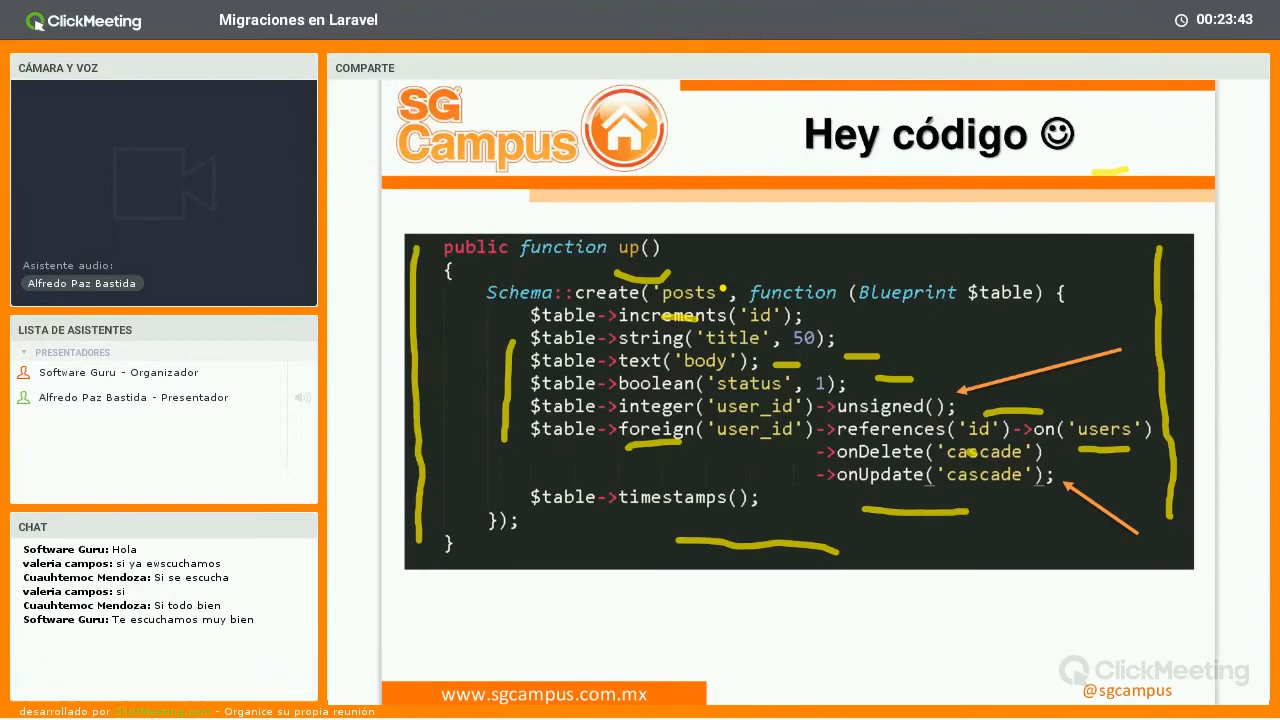 ClickMeeting
Migraciones en Laravel
00:23:43
CÁMARA Y VOZ
Asistente audio:
Alfredo Paz Bastida
LISTA DE ASISTENTES
PRESENTADORES
Software Guru - Organizador
Alfredo Paz Bastida - Presentador
CHAT
Software Guru: Hola
valeria campos: si ya ewscuchamos
Cuauhtemoc Mendoza: Si se escucha
valeria campos: si
Cuauhtemoc Mendoza: Si todo bien
Software Guru: Te escuchamos muy bien
COMPARTE
SG
Campus
Hey código ☺
public function up()
{
Schema::create('posts', function (Blueprint $table) {
$table->increments('id');
$table->string('title', 50);
$table->text('body');
$table->boolean('status', 1);
$table->integer('user_id')->unsigned();
$table->foreign('user_id')->references('id')->on('users')
->onDelete('cascade')
->onUpdate('cascade');
$table->timestamps();
});
}
ClickMeeting
www.sgcampus.com.mx
@sgcampus
desarrollado por ClickMeeting.com - Organice su propia reunión